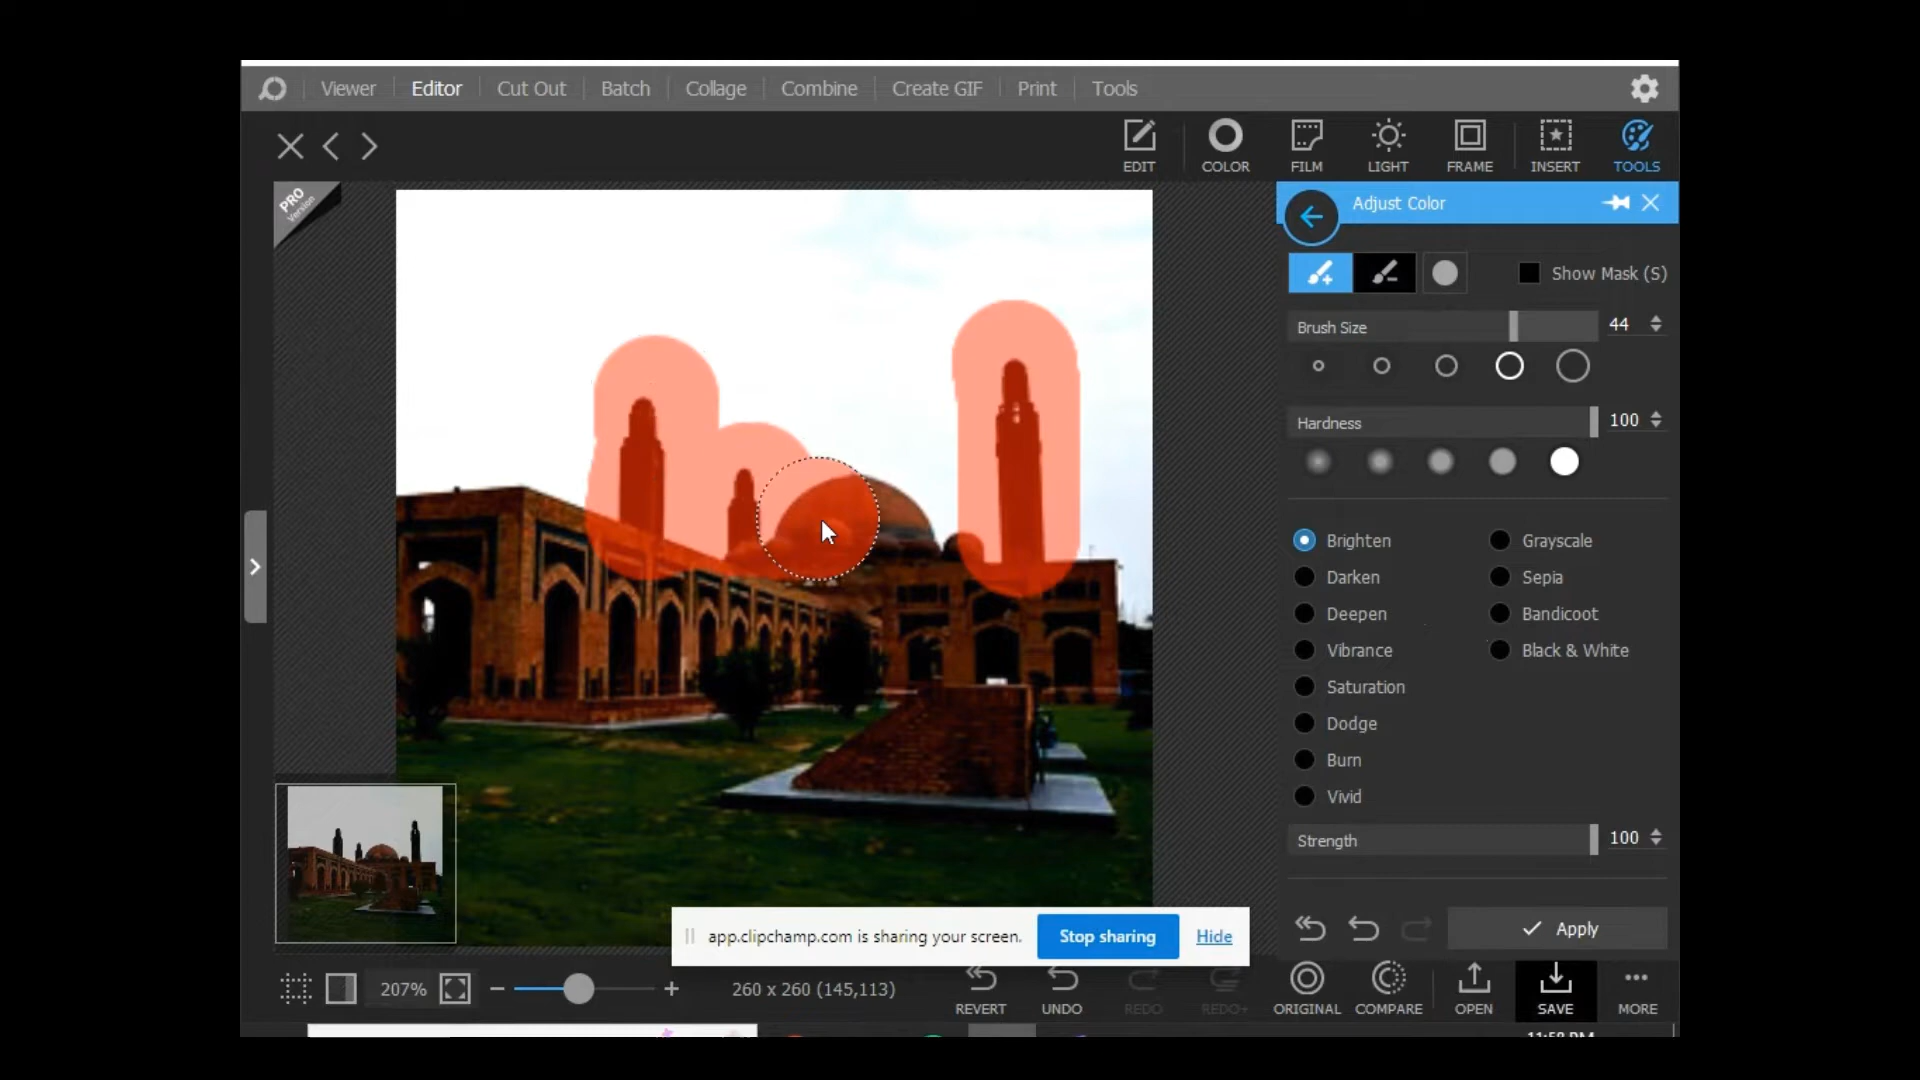 Viewer Editor Cut Out Batch Collage Combine Create GIF Print Tools
EDIT COLOR FILM LIGHT FRAME INSERT TOOLS
PRO
Version
Adjust Color
Show Mask (S)
Brush Size 44
Hardness 100
Brighten Grayscale
Darken Sepia
Deepen Bandicoot
Vibrance Black & White
Saturation
Dodge
Burn
Vivid
Strength 100
Apply
app.clipchamp.com is sharing your screen. Stop sharing Hide
207% 260 x 260 (145,113)
REVERT UNDO REDO REDO+ ORIGINAL COMPARE OPEN SAVE MORE
11:58 PM